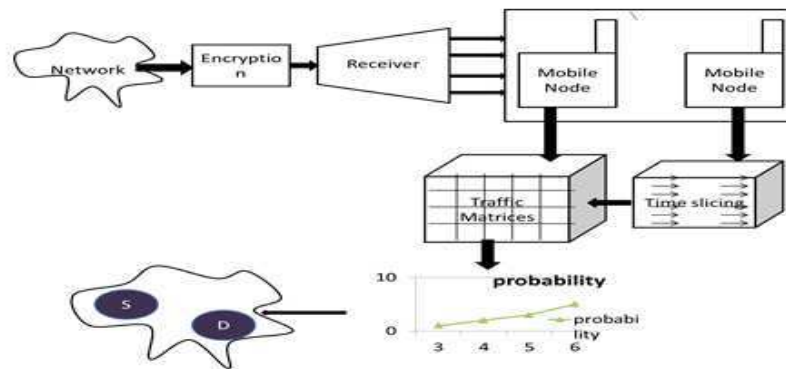 Network
Encryptio
n
Receiver
Mobile
Node
Mobile
Node
Traffic
Matrices
Time slicing
S
D
10
probability
0
3 4 5 6
probabi
lity